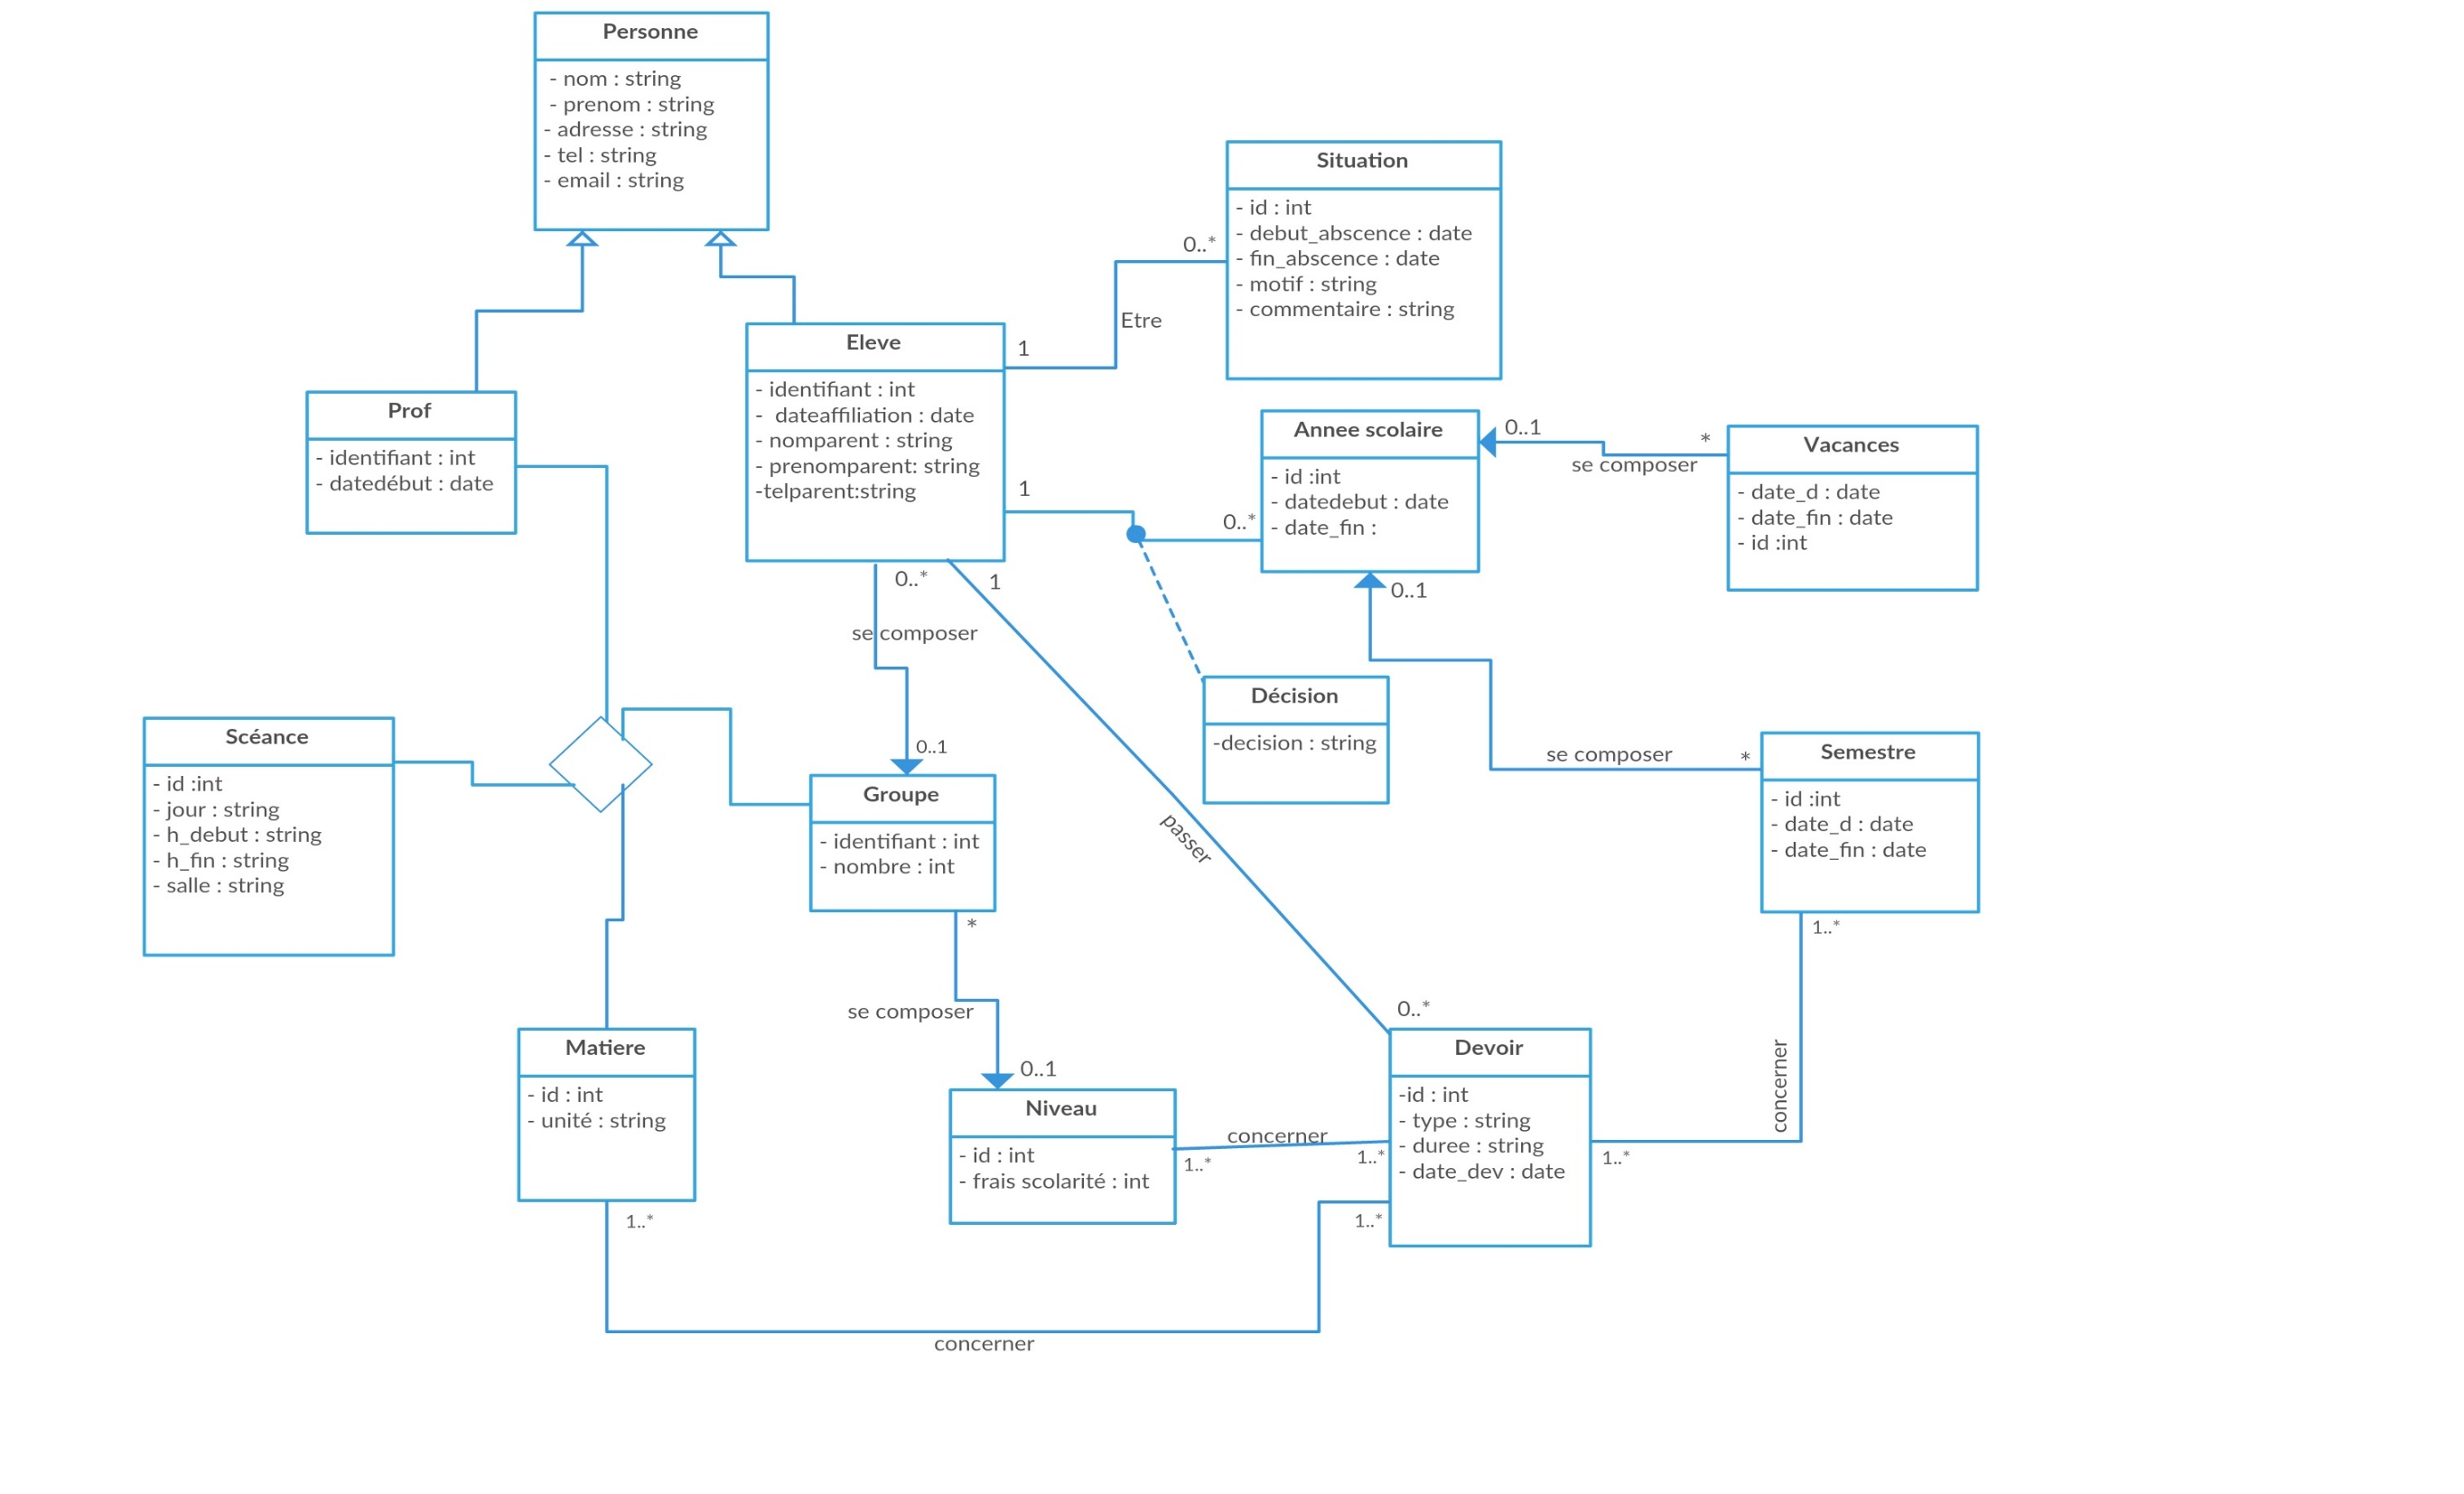 Personne
- nom : string
- prenom : string
- adresse : string
- tel : string
- email : string
Situation
- id : int
- debut_abscence : date
- fin_abscence : date
- motif : string
- commentaire : string
0..*
Etre
1
Eleve
- identifiant : int
- dateaffiliation : date
- nomparent : string
- prenomparent: string
-telparent:string
Prof
- identifiant : int
- datedébut : date
Annee scolaire
- id :int
- datedebut : date
- date_fin :
0..1
*
se composer
Vacances
- date_d : date
- date_fin : date
- id :int
1
0..*
0..*
1
0..1
se composer
0..1
Décision
-decision : string
se composer
*
Semestre
- id :int
- date_d : date
- date_fin : date
Scéance
- id :int
- jour : string
- h_debut : string
- h_fin : string
- salle : string
Groupe
- identifiant : int
- nombre : int
passer
*
1..*
se composer
0..*
0..1
concerner
Matiere
- id : int
- unité : string
Niveau
- id : int
- frais scolarité : int
concerner
1..*
1..*
Devoir
-id : int
- type : string
- duree : string
- date_dev : date
1..*
1..*
1..*
concerner